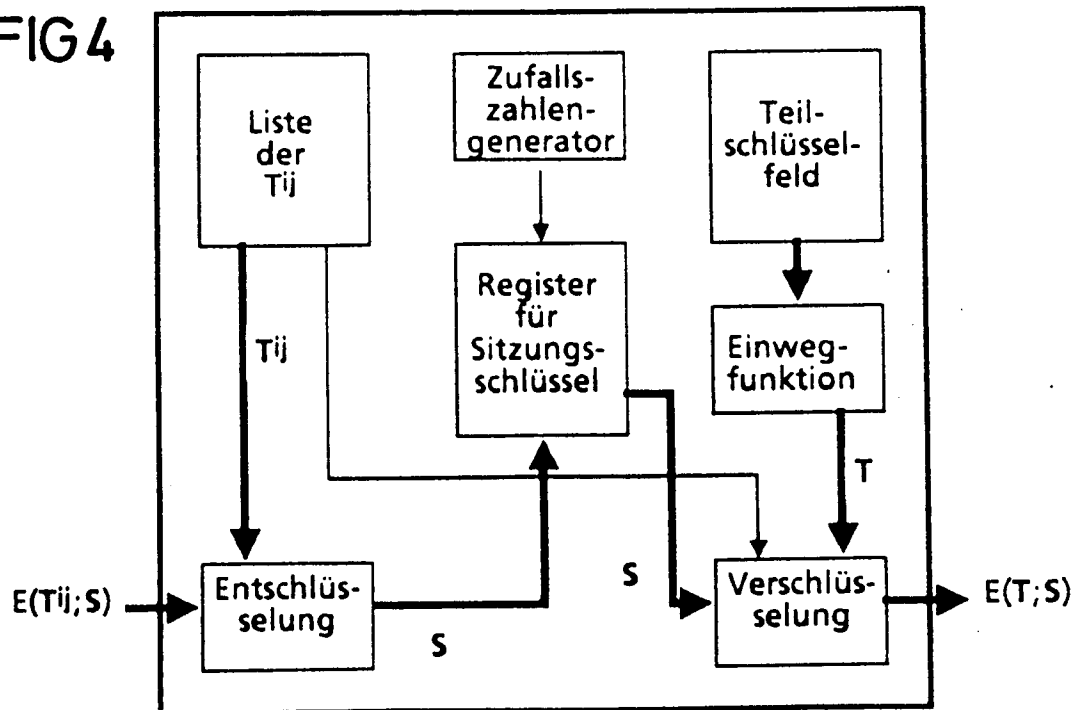 FIG 4
Liste
der
Tij
Zufalls-
zahlen-
generator
Teil-
schlüssel-
feld
Register
für
Sitzungs-
schlüssel
Einweg-
funktion
Tij
T
E(Tij;S)
Entschlüs-
selung
S
S
Verschlüs-
selung
E(T;S)